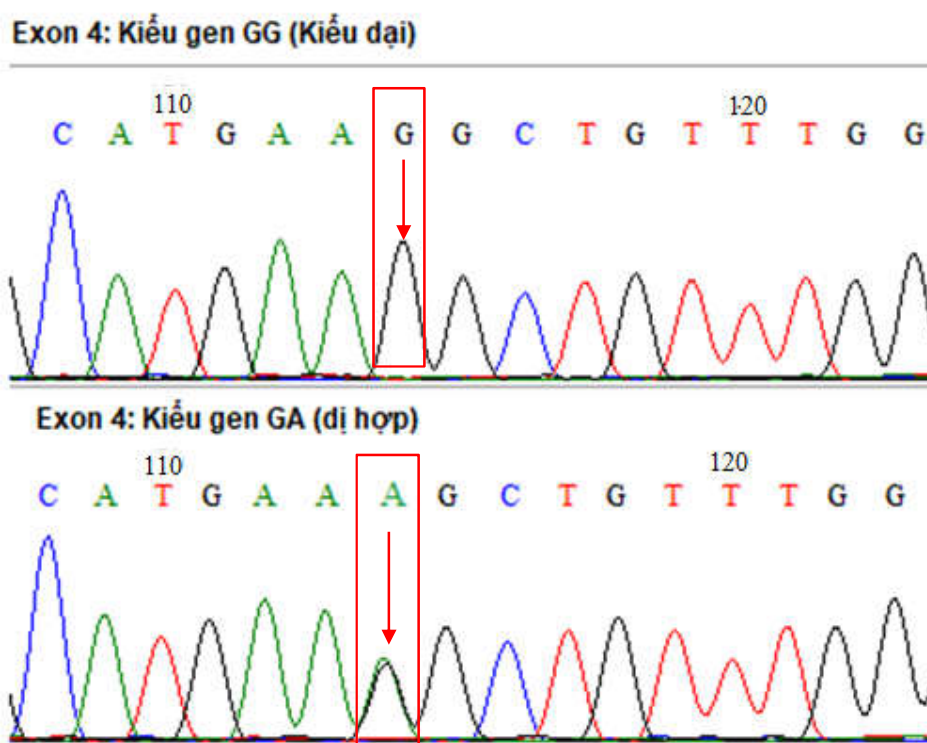 Exon 4: Kiểu gen GG (Kiểu dại)
110 120
C A T G A A G G C T G T T T G G
Exon 4: Kiểu gen GA (dị hợp)
110 120
C A T G A A A G C T G T T T G G